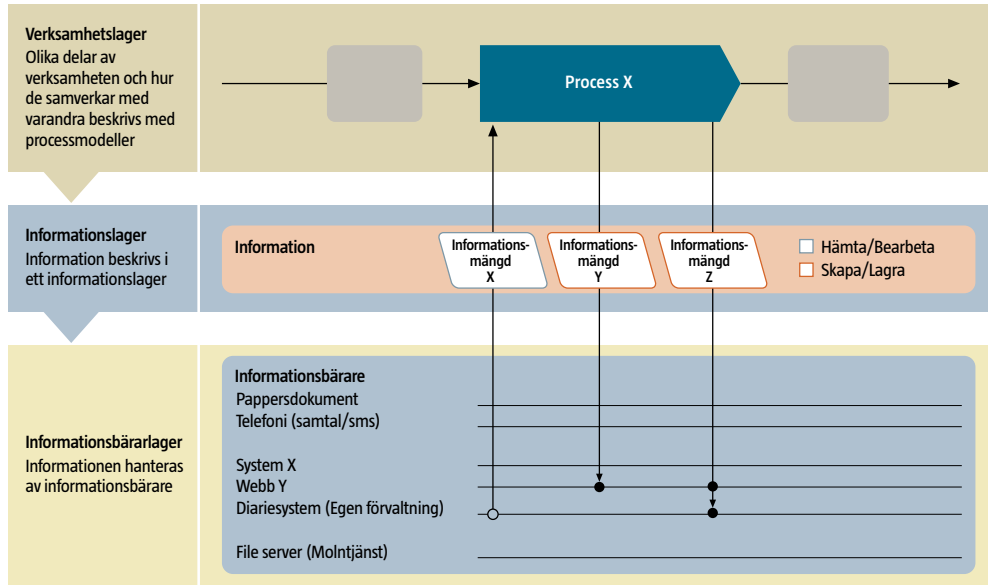 Verksamhetslager
Olika delar av
verksamheten och hur
de samverkar med
varandra beskrivs med
processmodeller
Process X
Informationslager
Information beskrivs i
ett informationslager
Information
Informations-
mängd
X
Informations-
mängd
Y
Informations-
mängd
Z
Hämta/Bearbeta
Skapa/Lagra
Informationsbärarlager
Informationen hanteras
av informationsbärare
Informationsbärare
Pappersdokument
Telefoni (samtal/sms)
System X
Webb Y
Diariesystem (Egen förvaltning)
File server (Molntjänst)